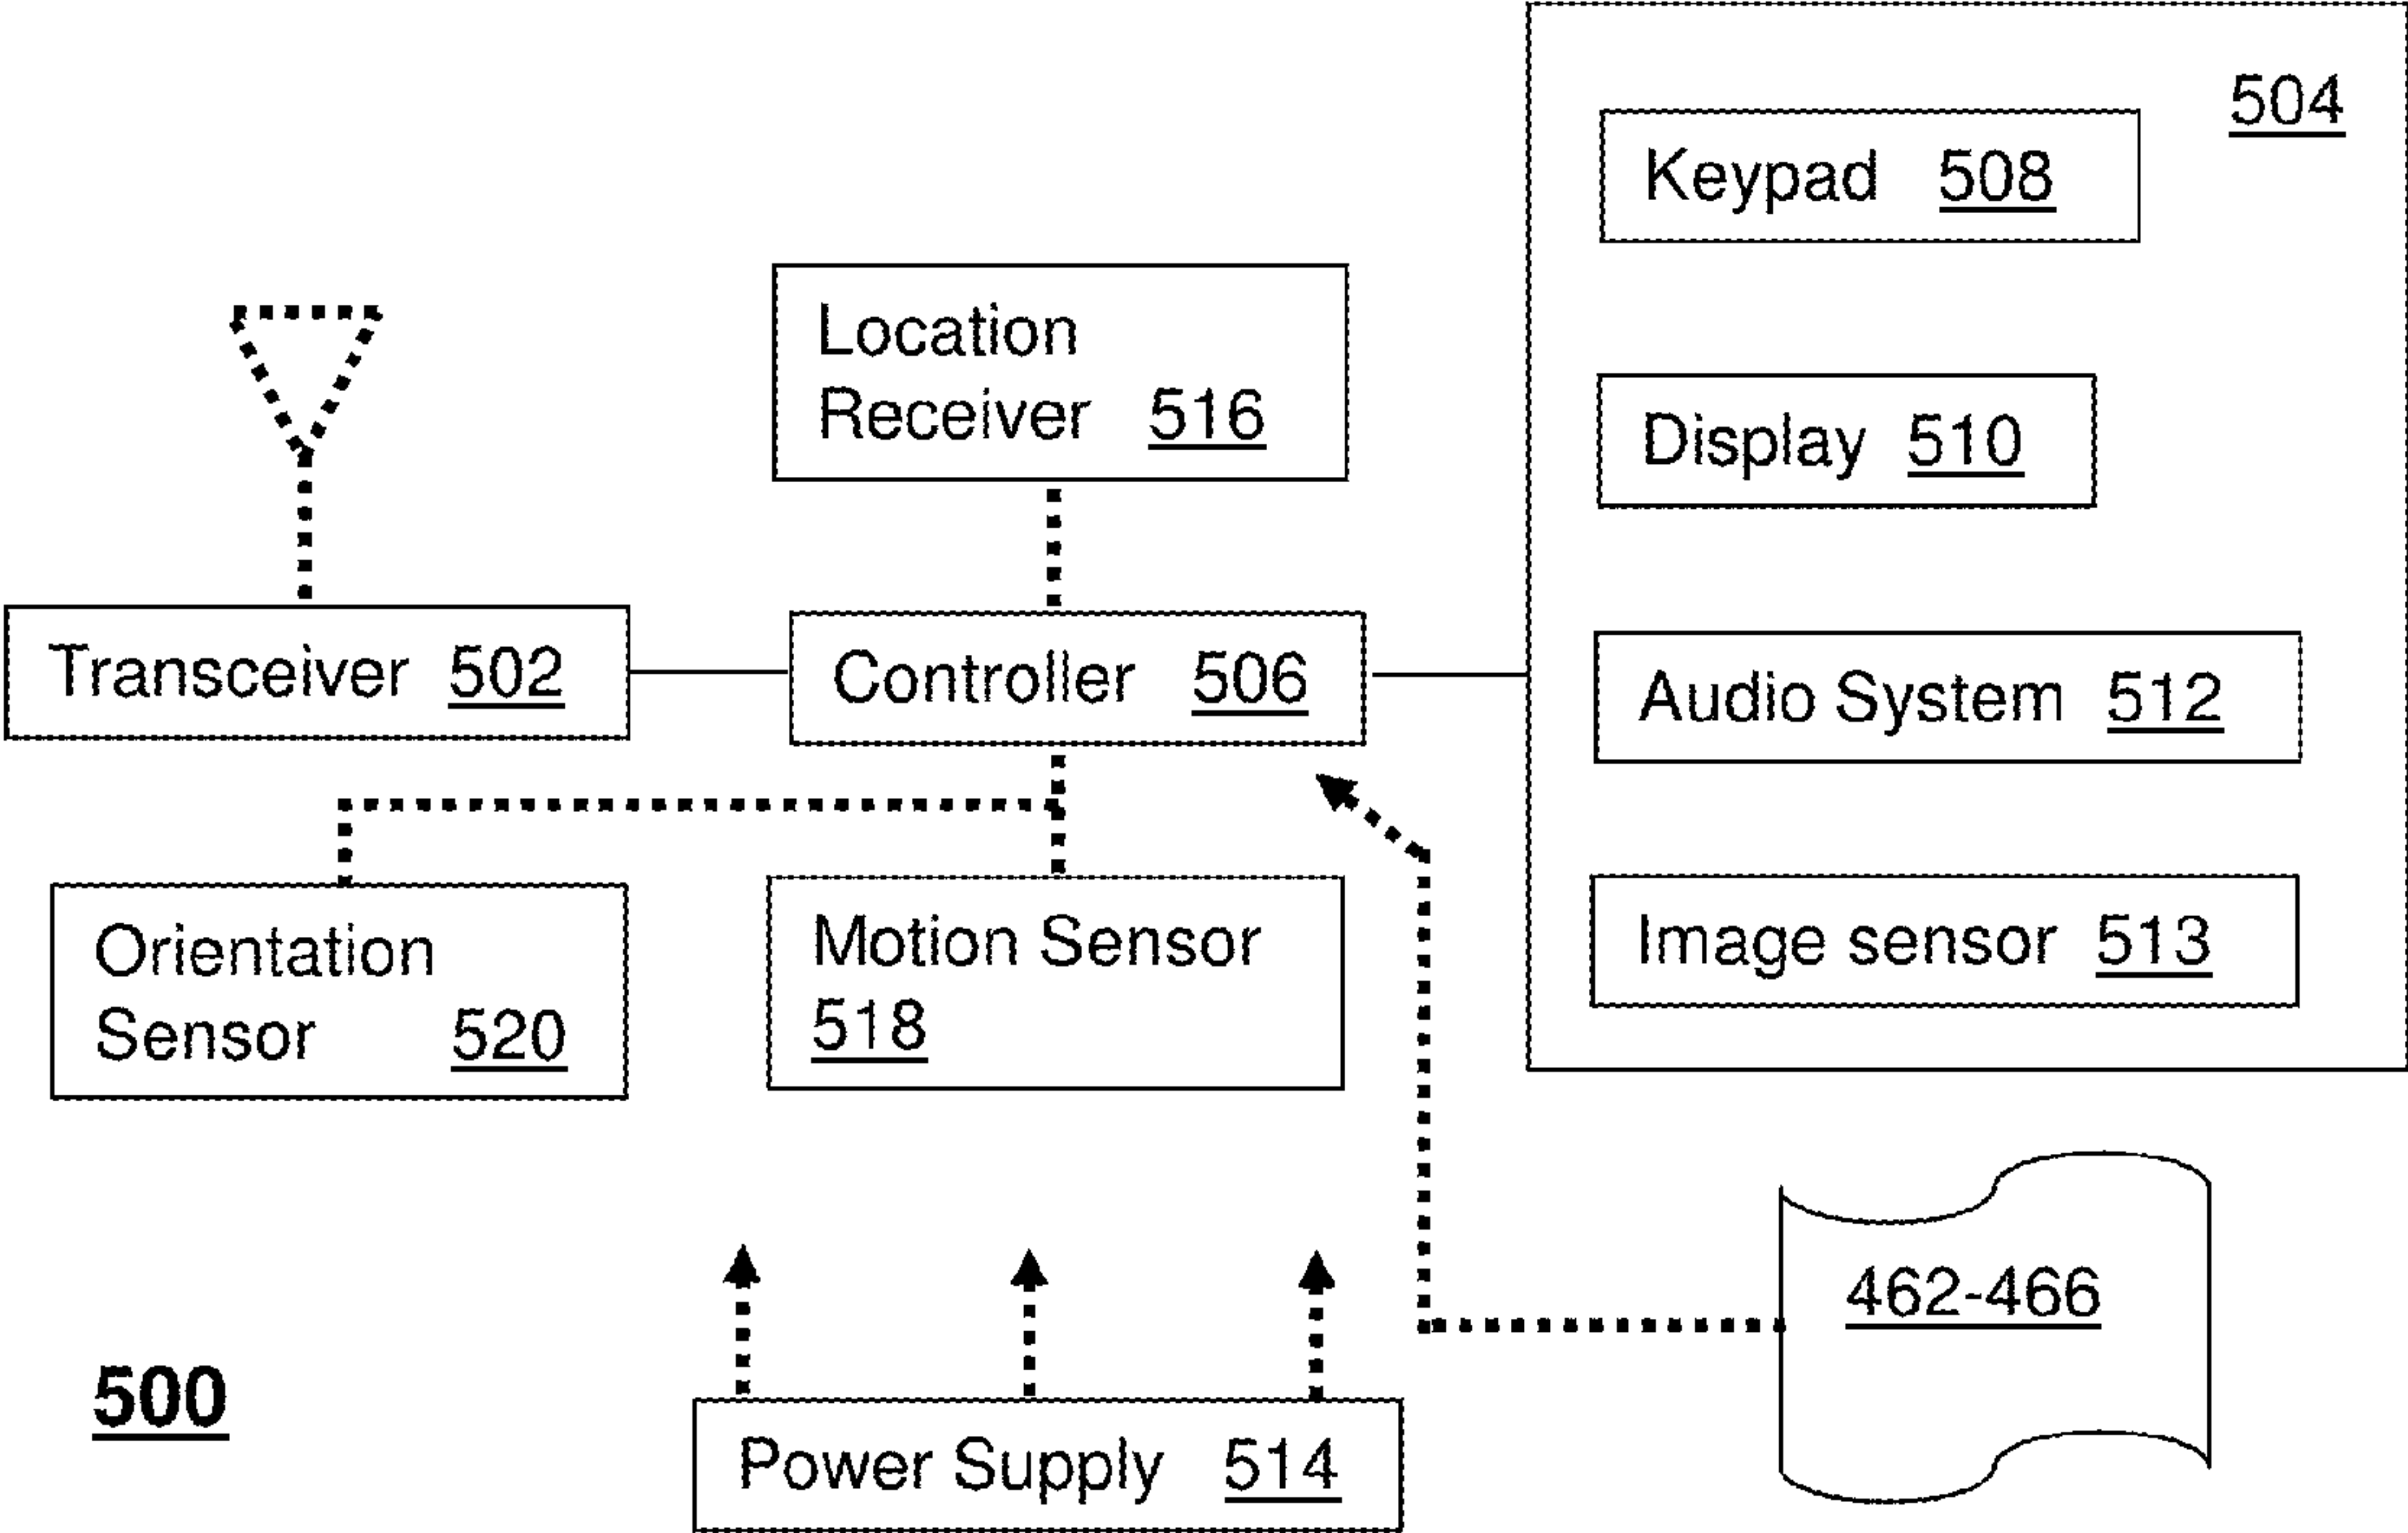 504
Keypad 508
Location
Receiver 516
Display 510
Transceiver 502
Controller 506
Audio System 512
Orientation
Sensor 520
Motion Sensor
518
Image sensor 513
462-466
500
Power Supply 514